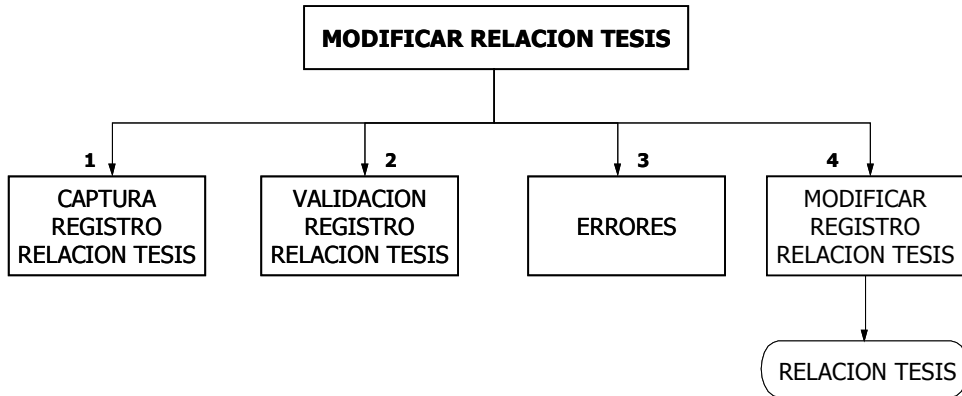 MODIFICAR RELACION TESIS
1
2
3
4
CAPTURA
REGISTRO
RELACION TESIS
VALIDACION
REGISTRO
RELACION TESIS
ERRORES
MODIFICAR
REGISTRO
RELACION TESIS
RELACION TESIS